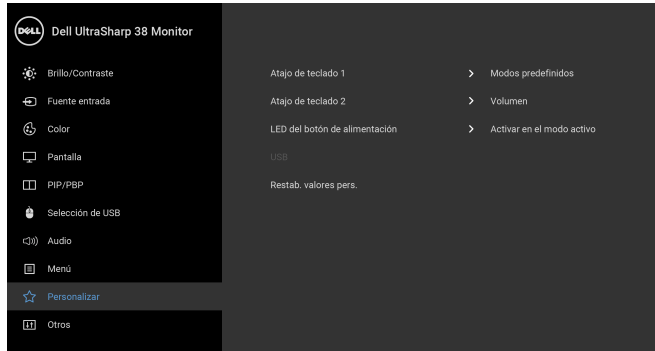 DELL Dell UltraSharp 38 Monitor
Brillo/Contraste
Fuente entrada
Color
Pantalla
PIP/PBP
Selección de USB
Audio
Menú
Personalizar
Otros
Atajo de teclado 1 > Modos predefinidos
Atajo de teclado 2 > Volumen
LED del botón de alimentación > Activar en el modo activo
USB
Restab. valores pers.